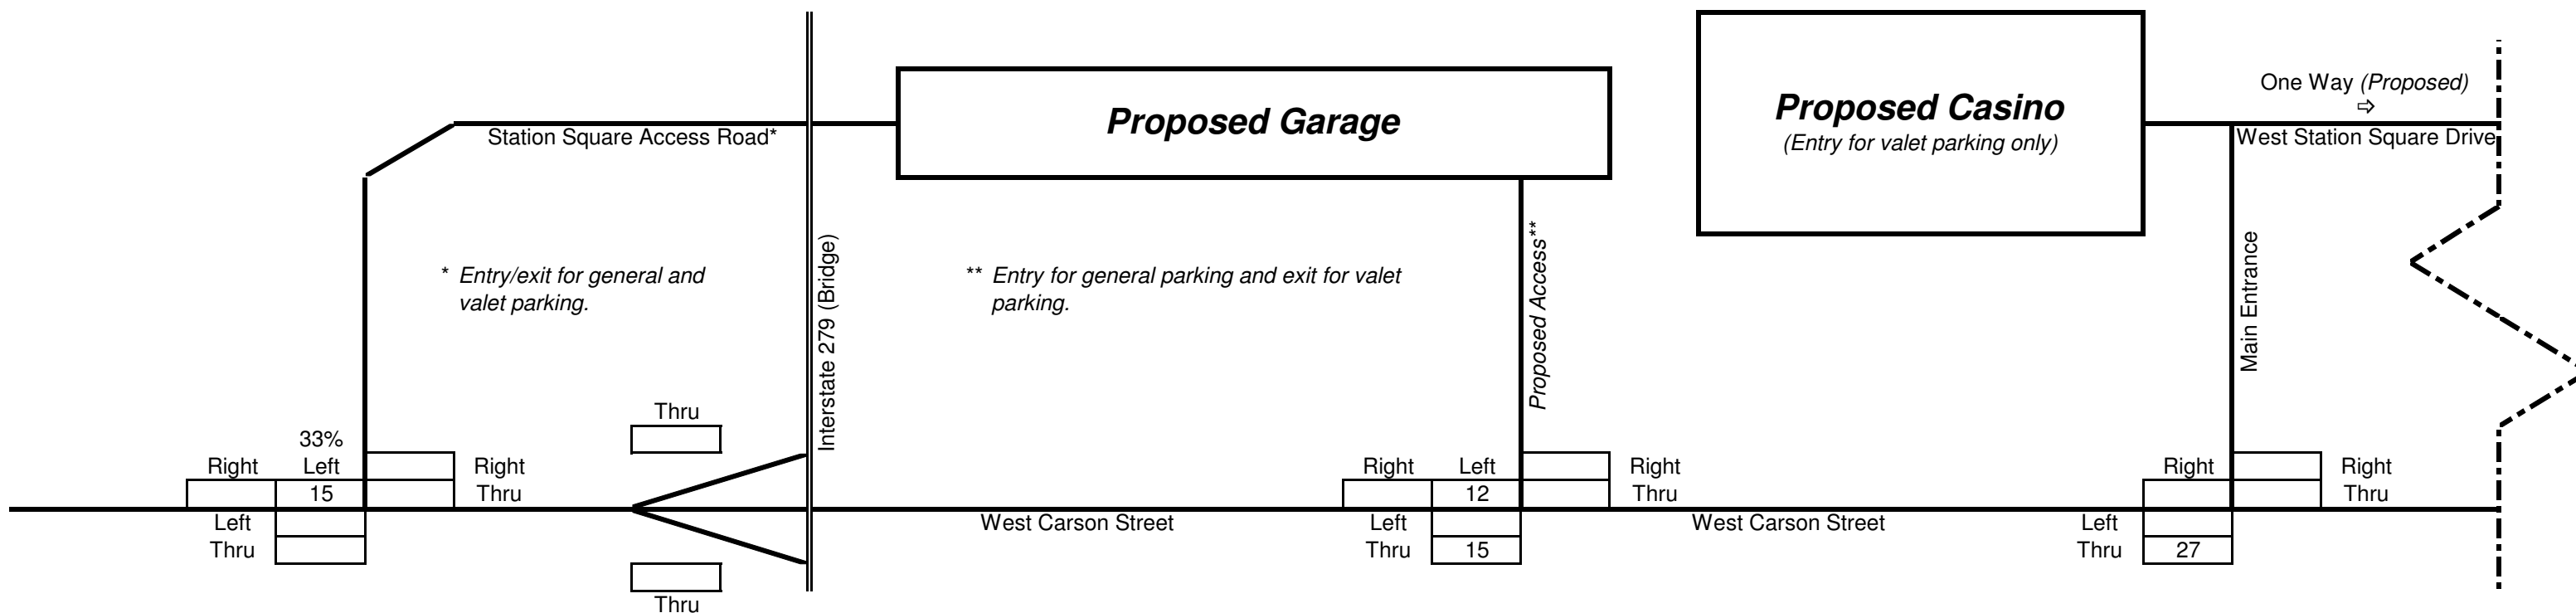 One Way (Proposed)
⇨
Proposed Garage
Proposed Casino
(Entry for valet parking only)
Station Square Access Road*
West Station Square Drive
Interstate 279 (Bridge)
Proposed Access**
Main Entrance
* Entry/exit for general and
valet parking.
** Entry for general parking and exit for valet
parking.
33%
Right Left Right
15 Thru
Left
Thru
Thru
Thru
West Carson Street
Right Left Right
12 Thru
Left
Thru 15
West Carson Street
Right Right
Thru
Left
Thru 27